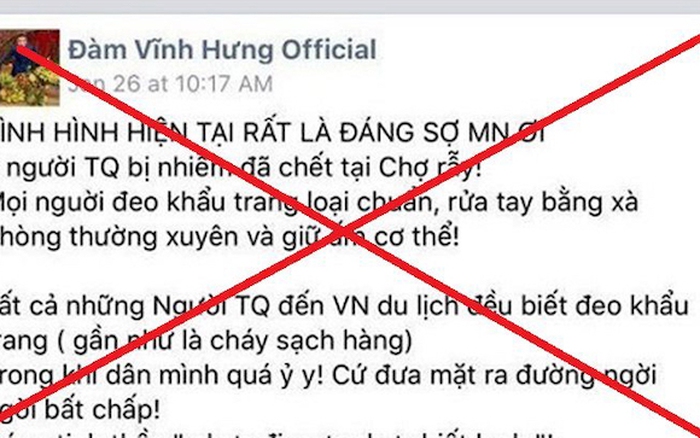 Đàm Vĩnh Hưng Official
Jan 26 at 10:17 AM
ÌNH HÌNH HIỆN TẠI RẤT LÀ ĐÁNG SỢ MN ƠI
người TQ bị nhiễm đã chết tại Chợ rẫy!
Mọi nguời đeo khẩu trang loại chuẩn, rửa tay bằng xà
hòng thường xuyên và giữ ấm cơ thể!
ất cả những Người TQ đến VN du lịch đều biết đeo khẩu
rang ( gần như là cháy sạch hàng)
rong khi dân mình quá ỷ y! Cứ đưa mặt ra đường ngời
gời bất chấp!